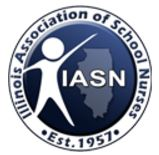 Illinois Association of School Nurses
IASN
•Est.1957•